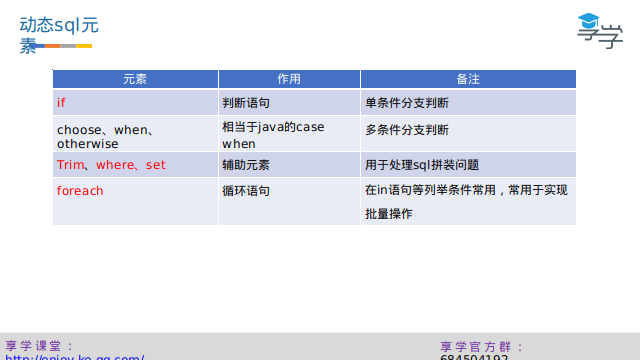 动态sql元
素
享学
元素 作用 备注
if 判断语句 单条件分支判断
choose、when、
otherwise
相当于java的case
when
多条件分支判断
Trim、where、set 辅助元素 用于处理sql拼装问题
foreach 循环语句
在in语句等列举条件常用，常用于实现
批量操作
享学课堂：
http://enjoy.ke.qq.com/
享学官方群：
684504192